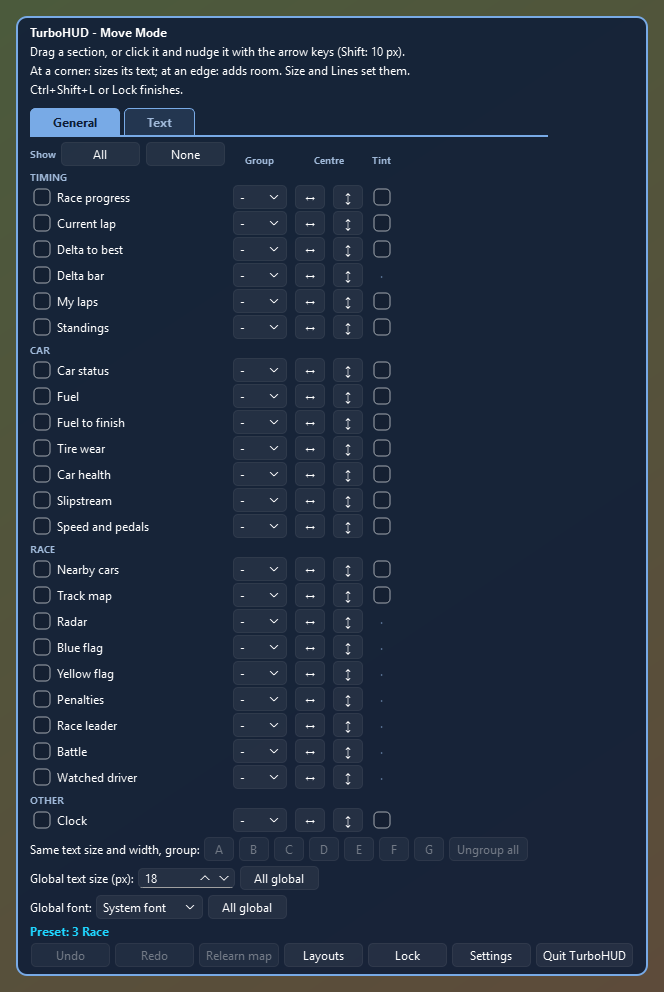 TurboHUD - Move Mode
Drag a section, or click it and nudge it with the arrow keys (Shift: 10 px).
At a corner: sizes its text; at an edge: adds room. Size and Lines set them.
Ctrl+Shift+L or Lock finishes.
General Text
Show All None Group Centre Tint
TIMING
Race progress - ↔ ↕
Current lap - ↔ ↕
Delta to best - ↔ ↕
Delta bar - ↔ ↕ .
My laps - ↔ ↕
Standings - ↔ ↕
CAR
Car status - ↔ ↕
Fuel - ↔ ↕
Fuel to finish - ↔ ↕
Tire wear - ↔ ↕
Car health - ↔ ↕
Slipstream - ↔ ↕
Speed and pedals - ↔ ↕
RACE
Nearby cars - ↔ ↕
Track map - ↔ ↕
Radar - ↔ ↕ .
Blue flag - ↔ ↕ .
Yellow flag - ↔ ↕ .
Penalties - ↔ ↕ .
Race leader - ↔ ↕ .
Battle - ↔ ↕ .
Watched driver - ↔ ↕ .
OTHER
Clock - ↔ ↕
Same text size and width, group: A B C D E F G Ungroup all
Global text size (px): 18 All global
Global font: System font All global
Preset: 3 Race
Undo Redo Relearn map Layouts Lock Settings Quit TurboHUD